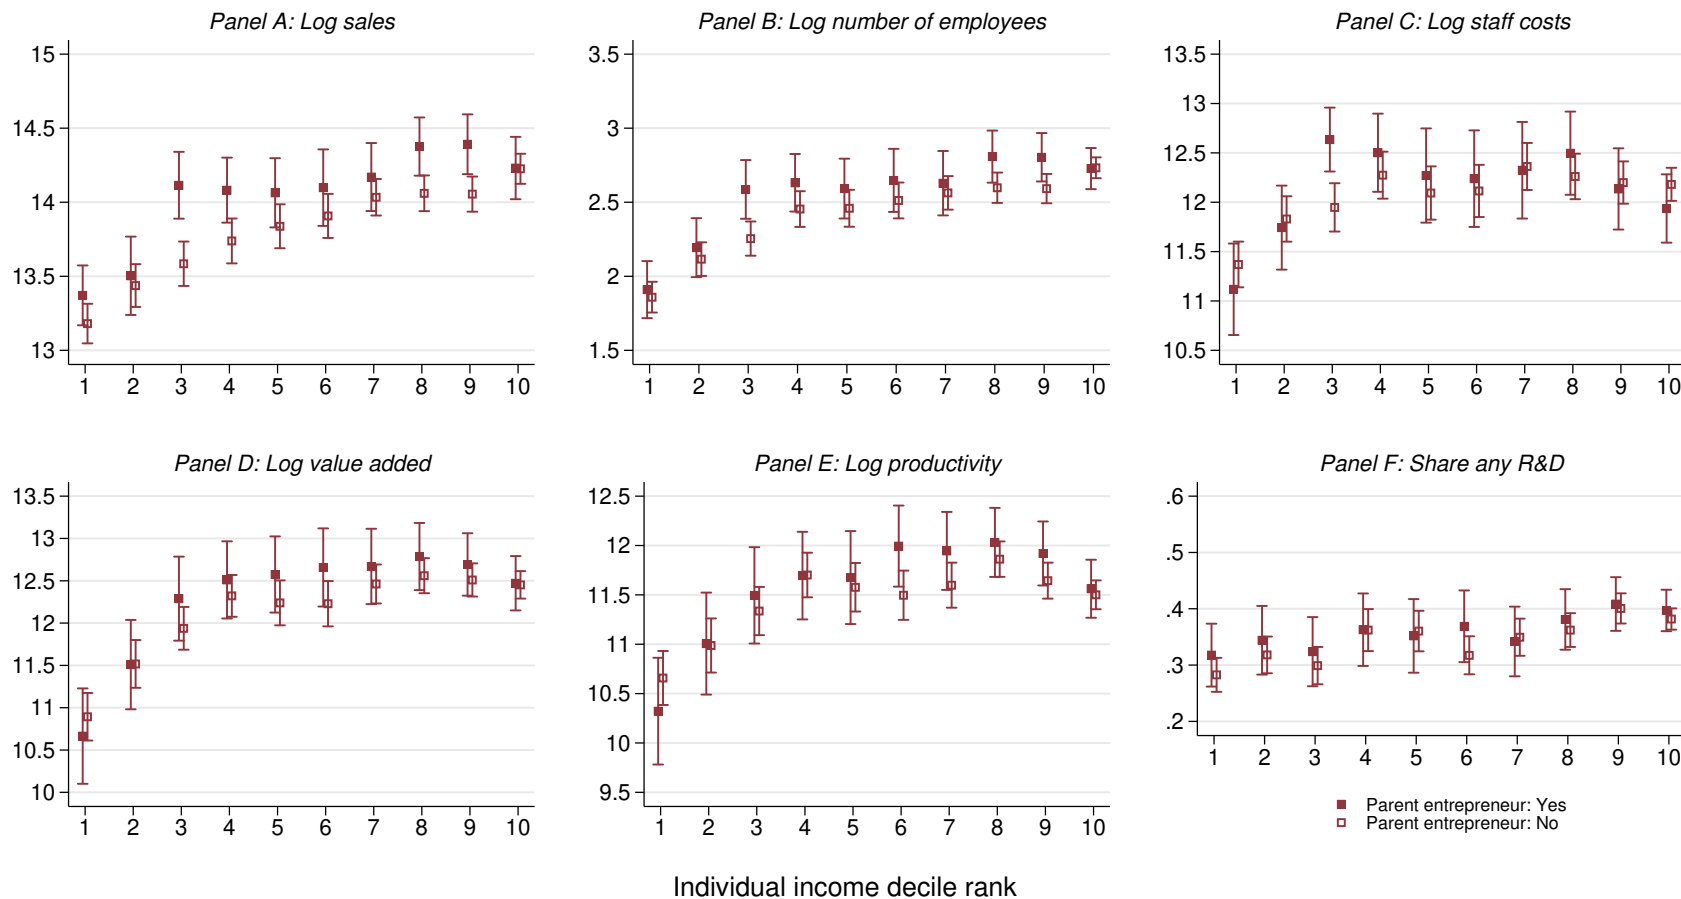 Panel A: Log sales
15
14.5
14
13.5
13
1 2 3 4 5 6 7 8 9 10
Panel B: Log number of employees
3.5
3
2.5
2
1.5
1 2 3 4 5 6 7 8 9 10
Panel C: Log staff costs
13.5
13
12.5
12
11.5
11
10.5
1 2 3 4 5 6 7 8 9 10
Panel D: Log value added
13.5
13
12.5
12
11.5
11
10.5
10
1 2 3 4 5 6 7 8 9 10
Panel E: Log productivity
12.5
12
11.5
11
10.5
10
9.5
1 2 3 4 5 6 7 8 9 10
Panel F: Share any R&D
.6
.5
.4
.3
.2
1 2 3 4 5 6 7 8 9 10
Parent entrepreneur: Yes
Parent entrepreneur: No
Individual income decile rank